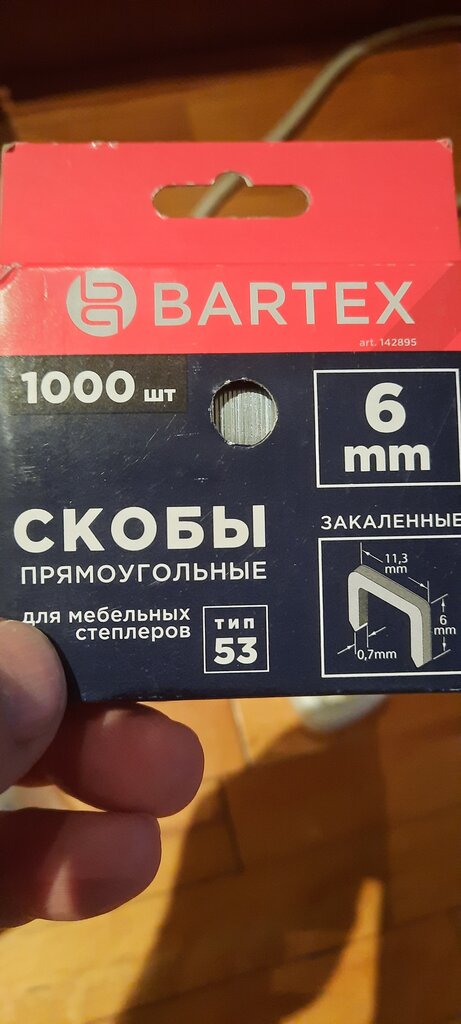 BARTEX
art. 142895
1000 шт
6
mm
СКОБЫ
ПРЯМОУГОЛЬНЫЕ
для мебельных
степлеров
тип
53
ЗАКАЛЕННЫЕ
11,3
mm
6
mm
0,7mm